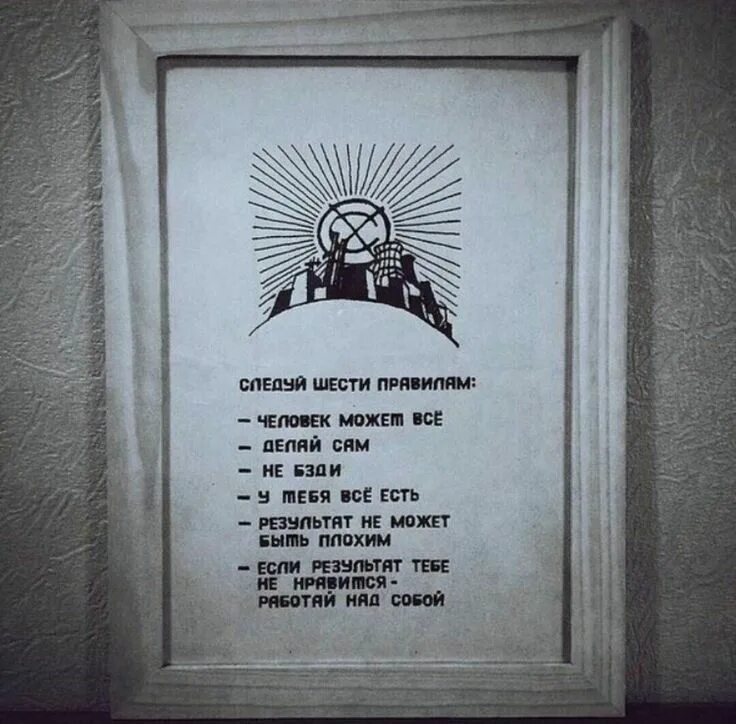 СЛЕДУЙ ШЕСТИ ПРАВИЛАМ:
– ЧЕЛОВЕК МОЖЕТ ВСЁ
– ДЕЛАЙ САМ
– НЕ БЗДИ
– У ТЕБЯ ВСЁ ЕСТЬ
– РЕЗУЛЬТАТ НЕ МОЖЕТ
БЫТЬ ПЛОХИМ
– ЕСЛИ РЕЗУЛЬТАТ ТЕБЕ
НЕ НРАВИТСЯ -
РАБОТАЙ НАД СОБОЙ